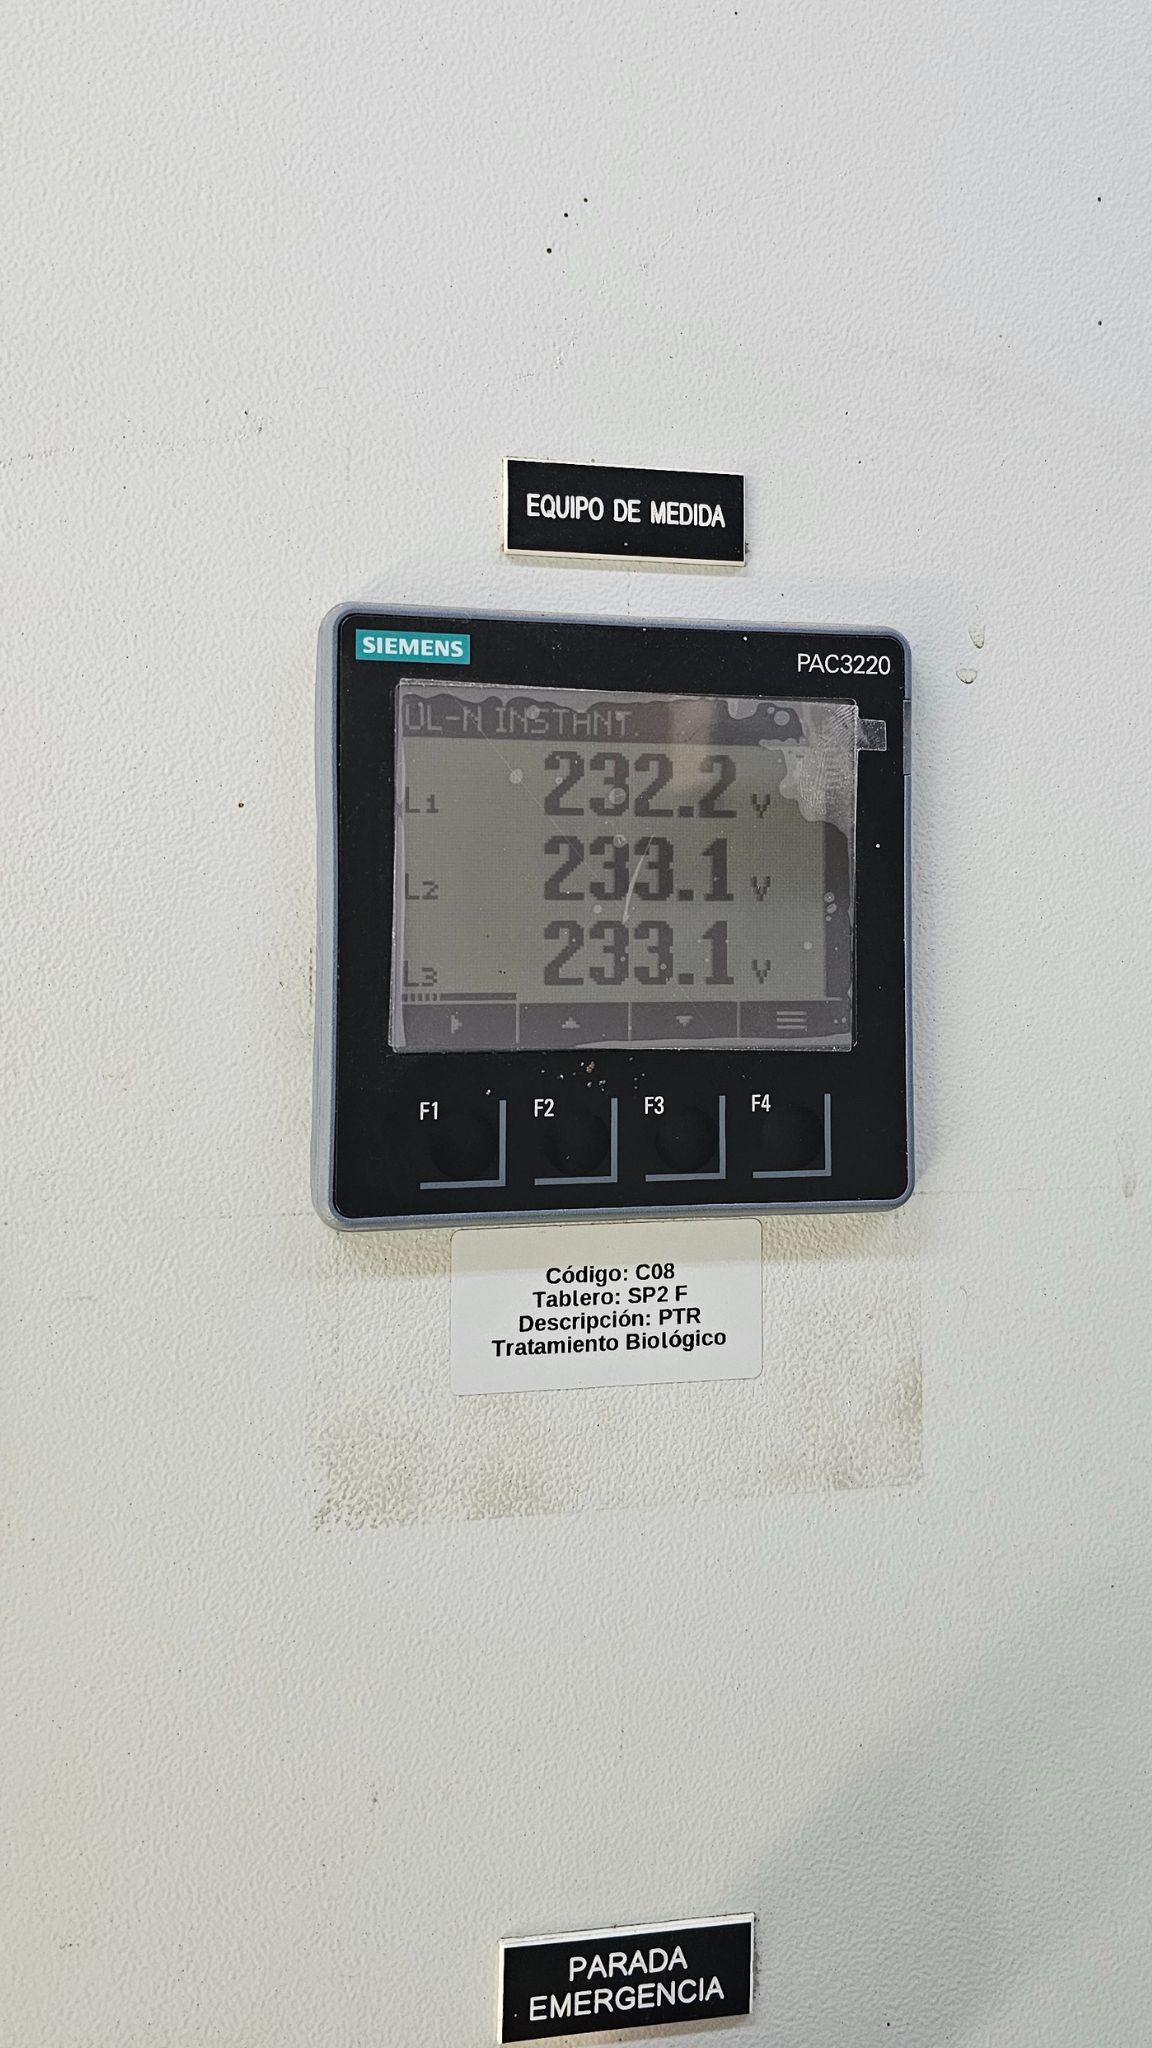 EQUIPO DE MEDIDA
SIEMENS
PAC3220
UL-N INSTANT.
L1 232.2 V
L2 233.1 V
L3 233.1 V
F1 F2 F3 F4
Código: C08
Tablero: SP2 F
Descripción: PTR
Tratamiento Biológico
PARADA
EMERGENCIA